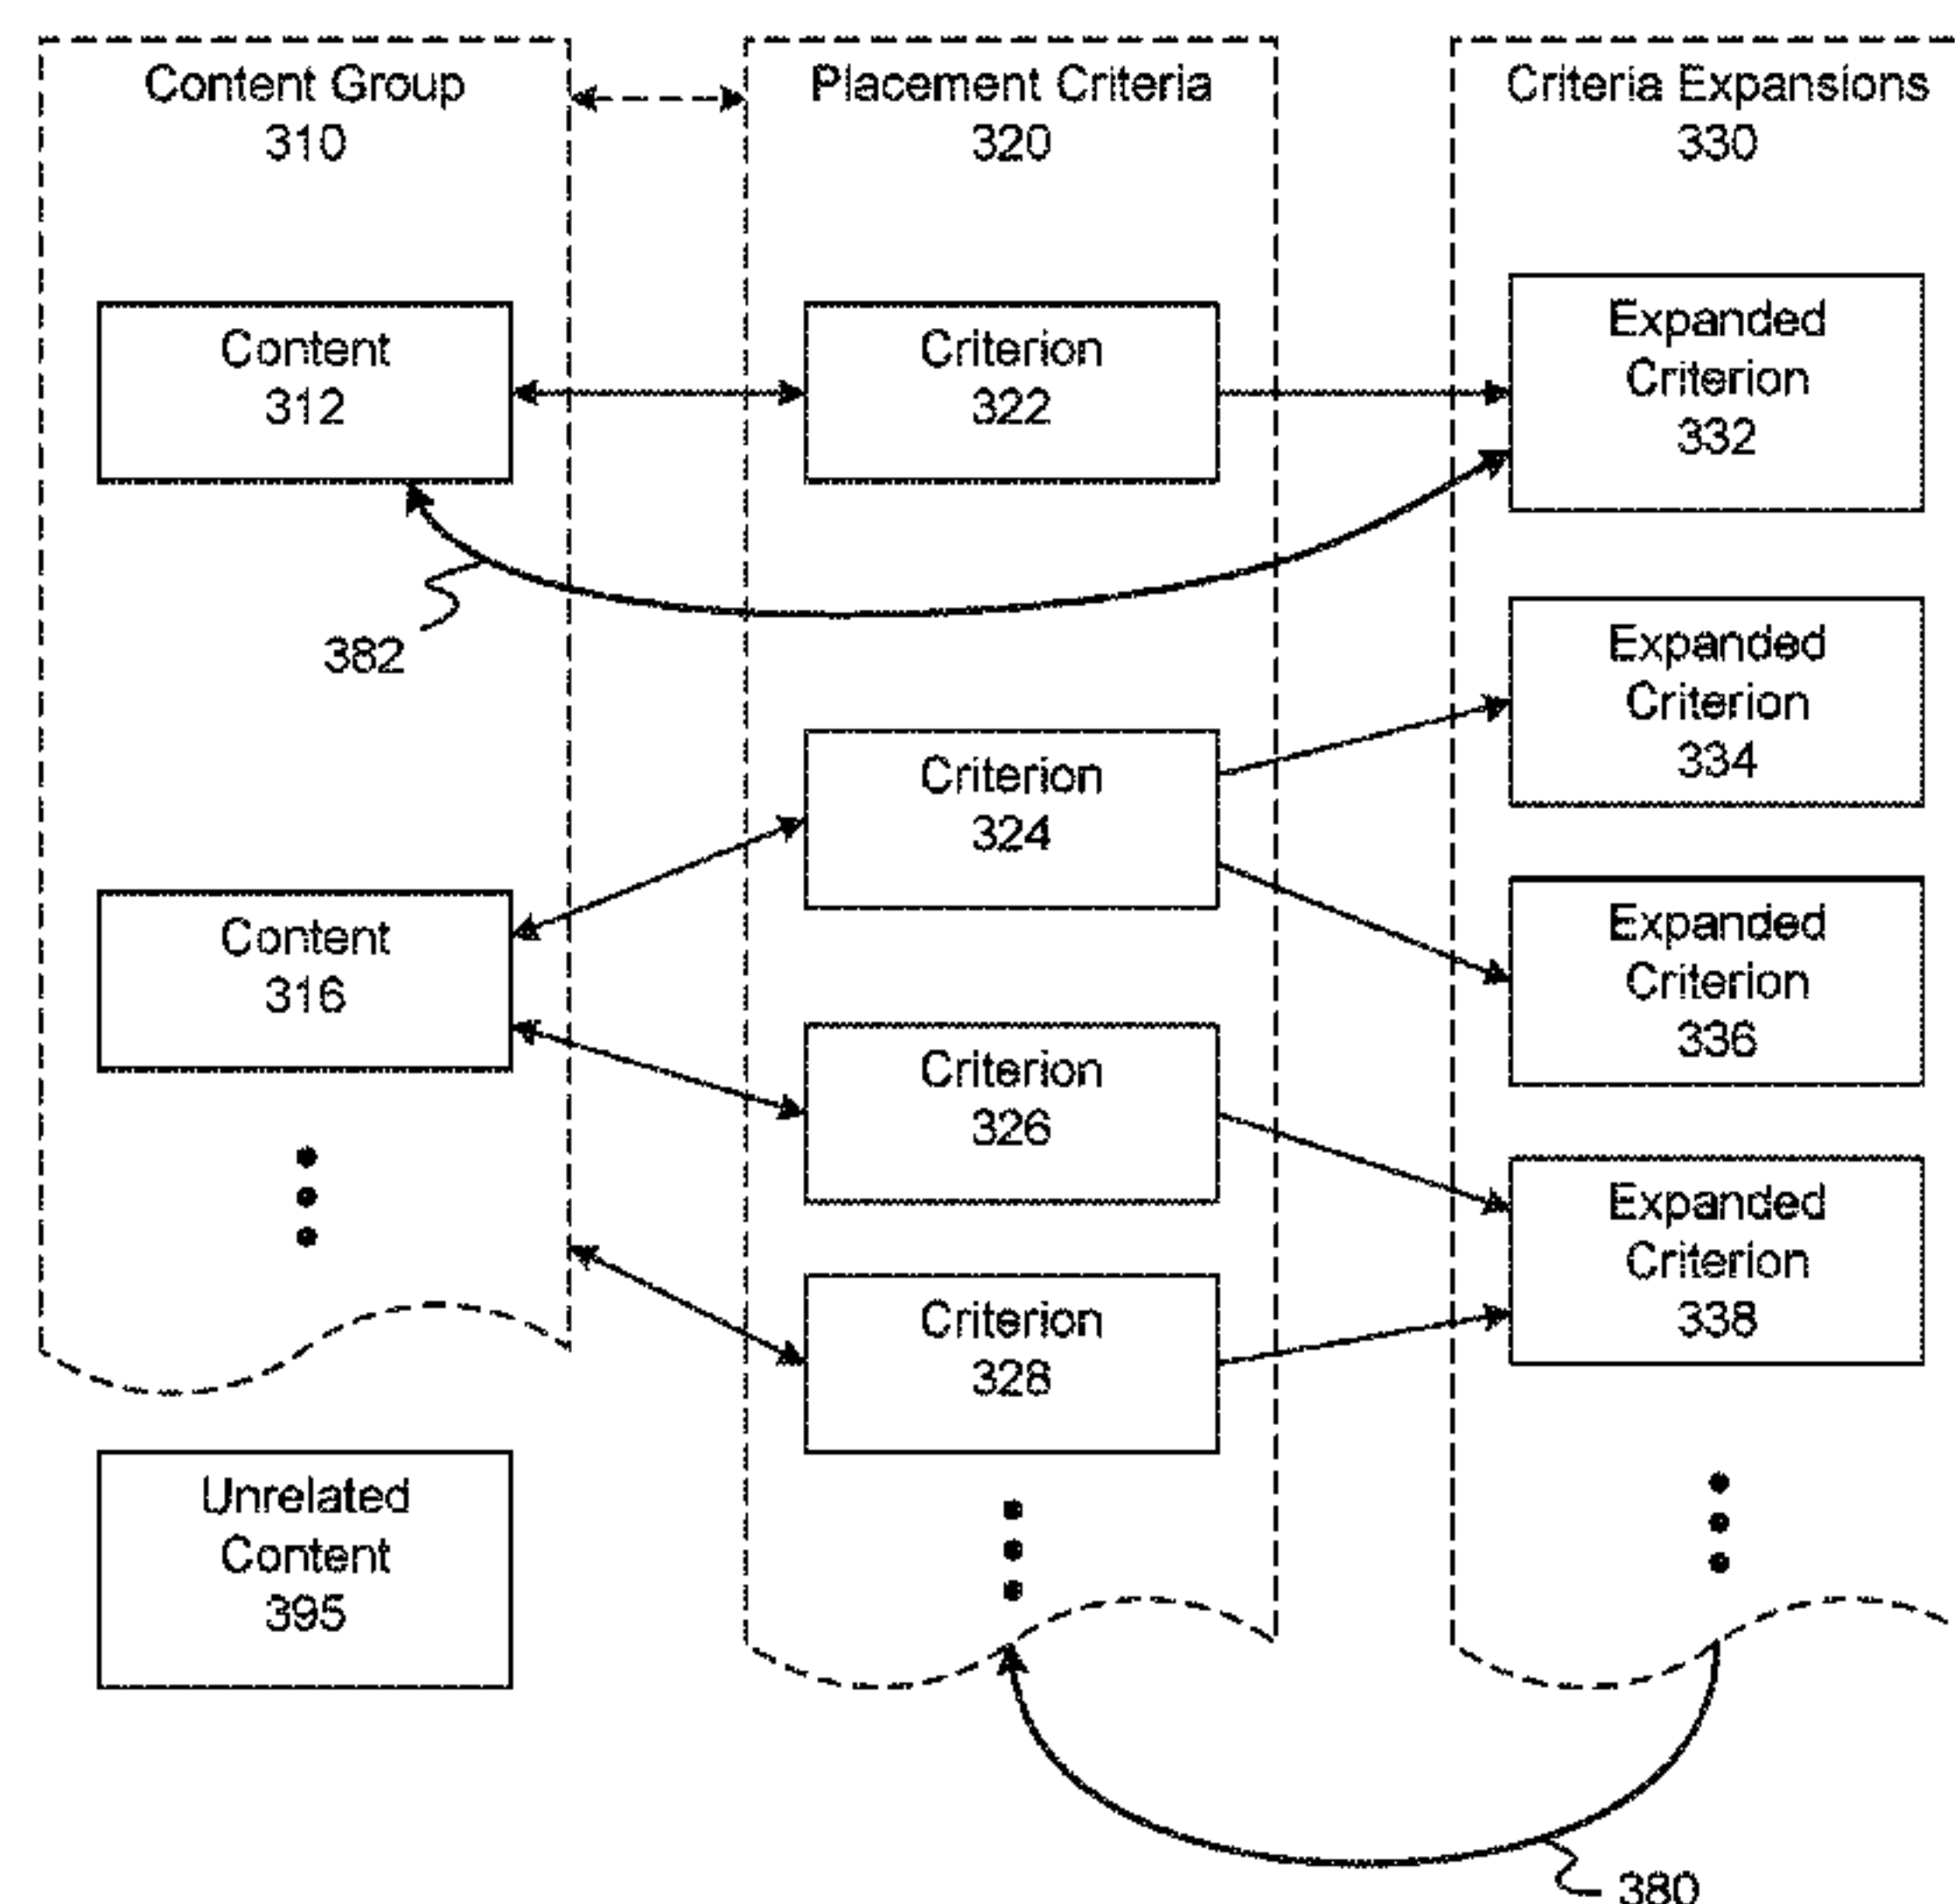 Content Group
310
Placement Criteria
320
Criteria Expansions
330
Content
312
Criterion
322
Expanded
Criterion
332
382
Expanded
Criterion
334
Criterion
324
Content
316
Expanded
Criterion
336
Criterion
326
Expanded
Criterion
338
Criterion
328
Unrelated
Content
395
380